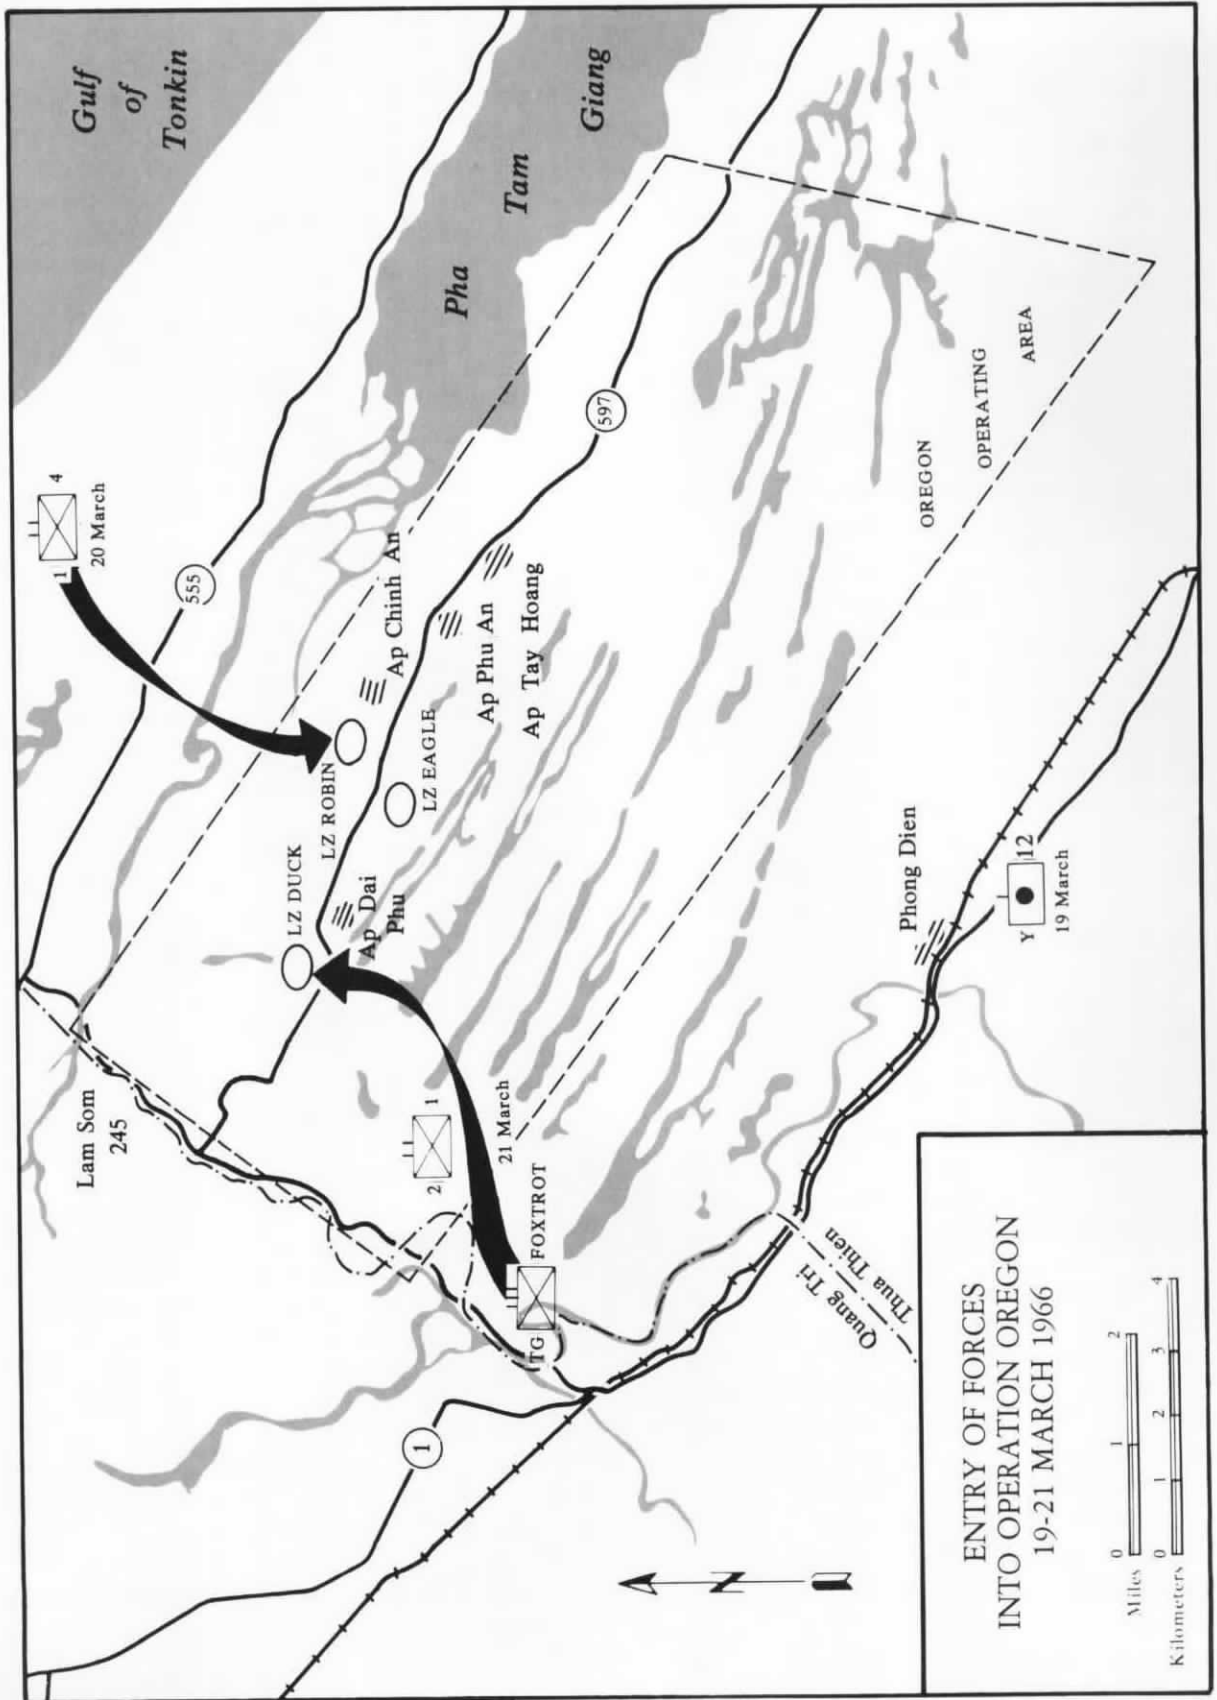 Gulf
of
Tonkin
Pha
Tam
Giang
1
4
20 March
555
Lam Som
245
LZ DUCK
LZ ROBIN
Ap Chinh An
597
Ap Dai
Phu
LZ EAGLE
Ap Phu An
Ap Tay Hoang
2
1
21 March
TG
FOXTROT
1
OREGON
OPERATING
AREA
Phong Dien
Y
12
19 March
Quang Tri
Thua Thien
N
ENTRY OF FORCES
INTO OPERATION OREGON
19-21 MARCH 1966
Miles
0
1
2
Kilometers
0
1
2
3
4